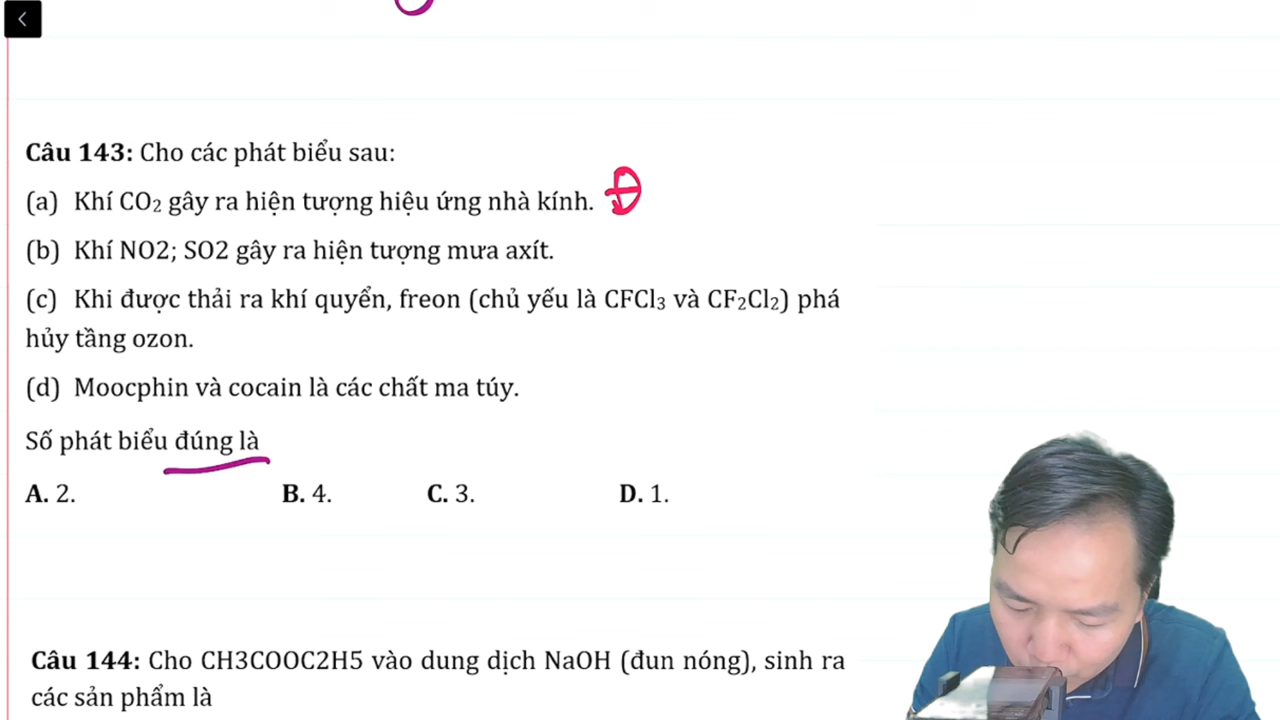 Câu 143: Cho các phát biểu sau:
(a) Khí CO₂ gây ra hiện tượng hiệu ứng nhà kính. Đ
(b) Khí NO2; SO2 gây ra hiện tượng mưa axít.
(c) Khi được thải ra khí quyển, freon (chủ yếu là CFCl₃ và CF₂Cl₂) phá
hủy tầng ozon.
(d) Moocphin và cocain là các chất ma túy.
Số phát biểu đúng là
A. 2. B. 4. C. 3. D. 1.
Câu 144: Cho CH3COOC2H5 vào dung dịch NaOH (đun nóng), sinh ra
các sản phẩm là